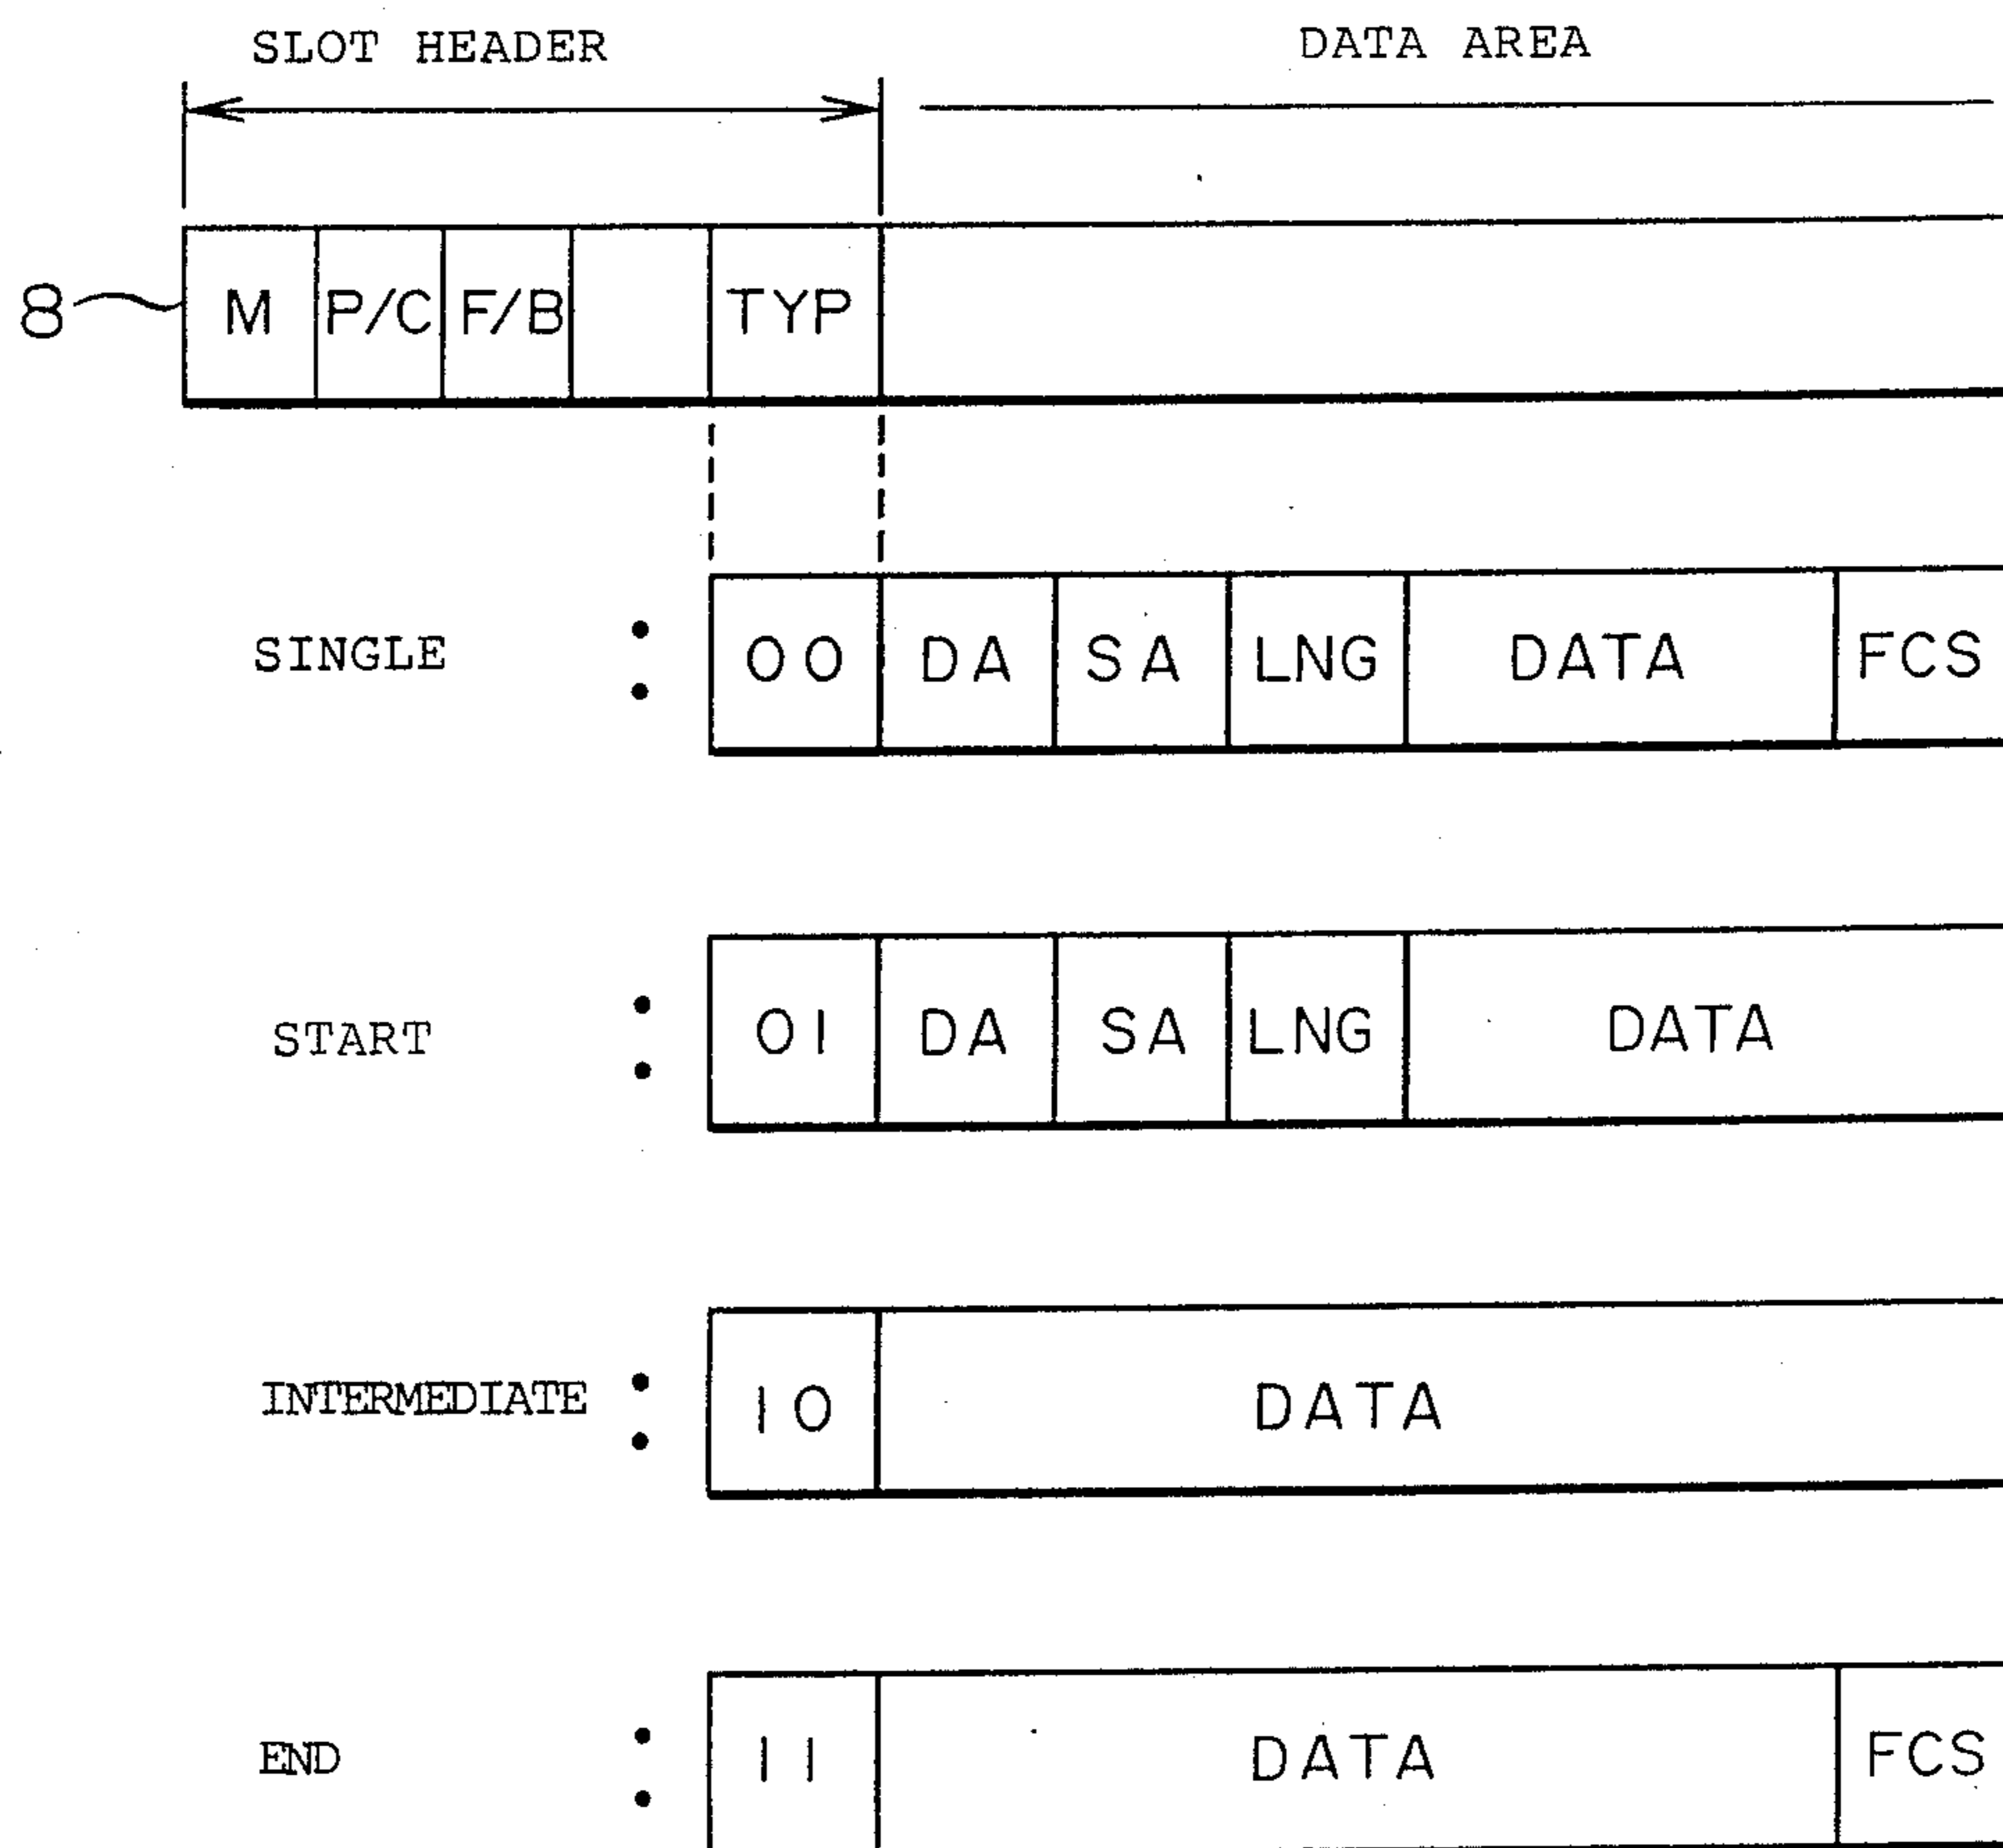 SLOT HEADER DATA AREA
8 M P/C F/B TYP
SINGLE : 00 DA SA LNG DATA FCS
START : 01 DA SA LNG DATA
INTERMEDIATE : 10 DATA
END : 11 DATA FCS